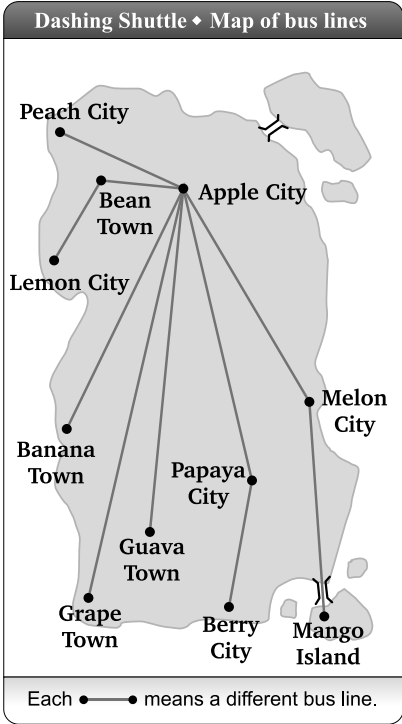 Dashing Shuttle ◆ Map of bus lines
Peach City
Apple City
Bean
Town
Lemon City
Melon
City
Banana
Town
Papaya
City
Guava
Town
Grape
Town
Berry
City
Mango
Island
Each means a different bus line.